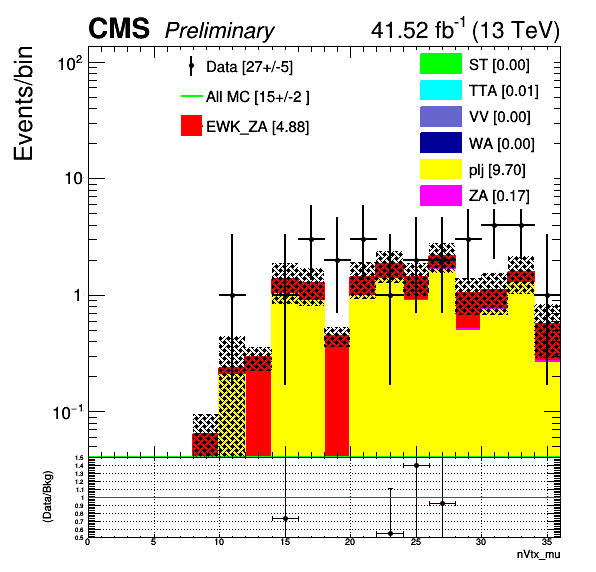 CMS Preliminary 41.52 fb⁻¹ (13 TeV)
Events/bin
10²
10
1
10⁻¹
Data [27+/-5]
All MC [15+/-2 ]
EWK_ZA [4.88]
ST [0.00]
TTA [0.01]
VV [0.00]
WA [0.00]
plj [9.70]
ZA [0.17]
(Data/Bkg)
1.5
1.4
1.3
1.2
1.1
1
0.9
0.8
0.7
0.6
0.5
0 5 10 15 20 25 30 35
nVtx_mu